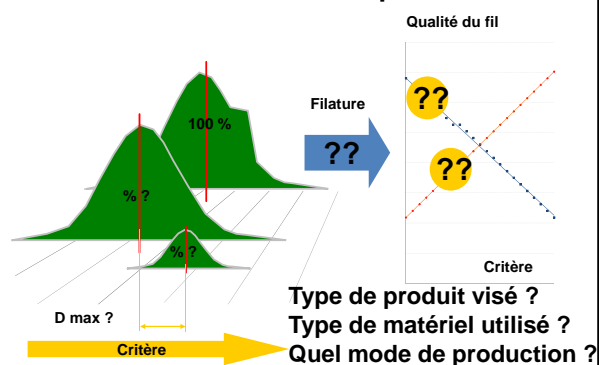 Qualité du fil
??
100 %
Filature
??
??
% ?
% ?
Critère
D max ?
Critère
Type de produit visé ?
Type de matériel utilisé ?
Quel mode de production ?